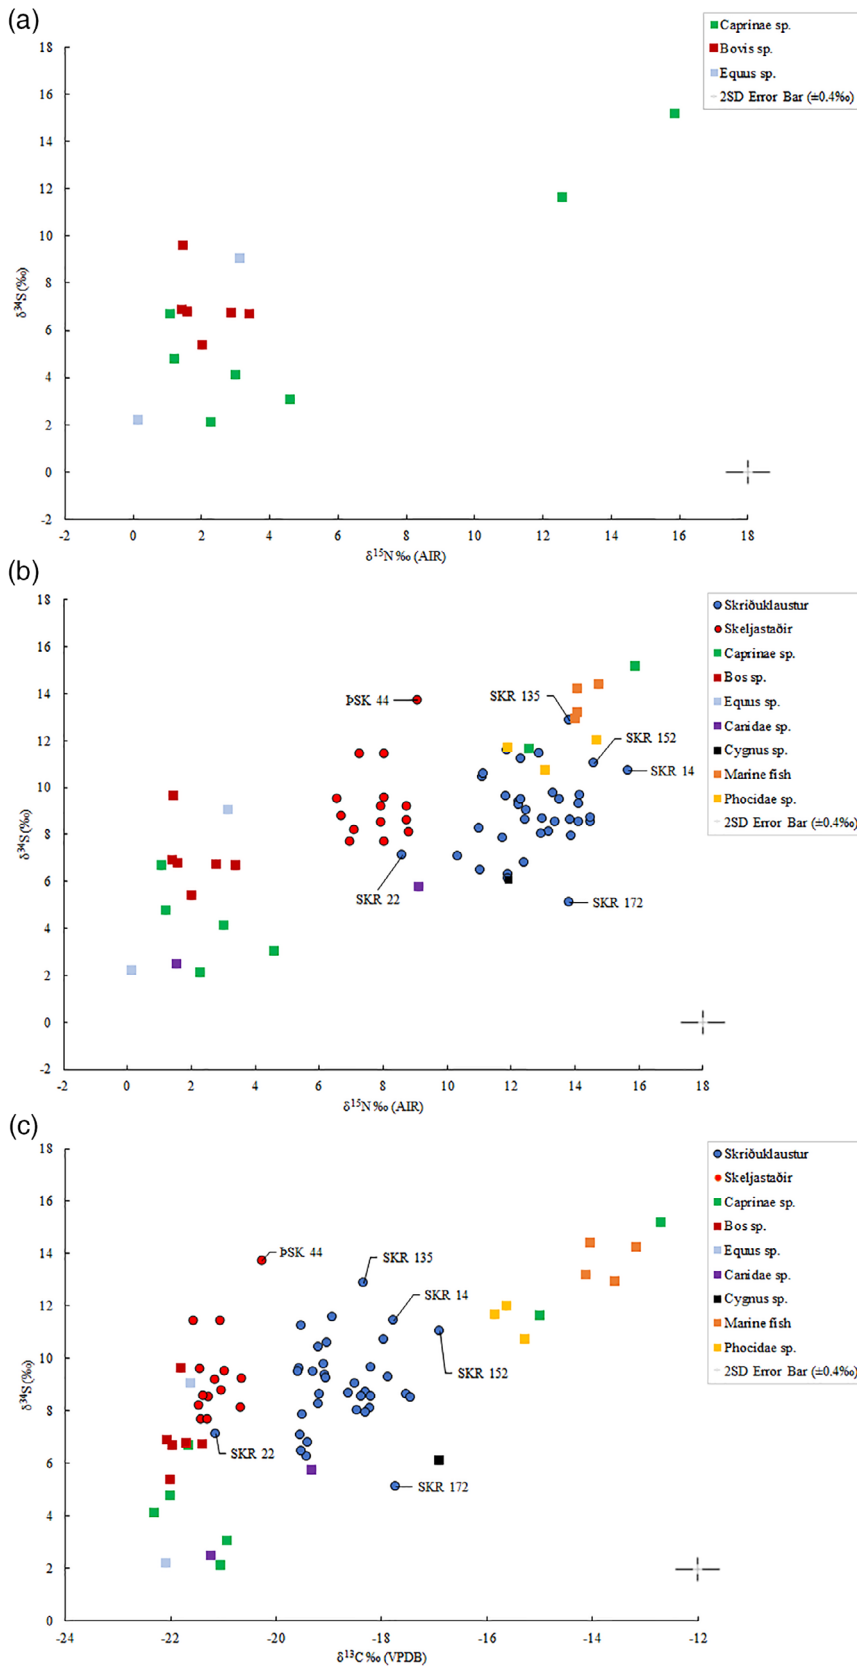 (a)
Caprinae sp.
Bovis sp.
Equus sp.
2SD Error Bar (±0.4‰)
18
16
14
12
10
8
6
4
2
0
-2
δ³⁴S (‰)
-2 0 2 4 6 8 10 12 14 16 18
δ¹⁵N ‰ (AIR)
(b)
Skriðuklaustur
Skeljastaðir
Caprinae sp.
Bos sp.
Equus sp.
Canidae sp.
Cygnus sp.
Marine fish
Phocidae sp.
2SD Error Bar (±0.4‰)
18
16
14
12
10
8
6
4
2
0
-2
δ³⁴S (‰)
ÞSK 44
SKR 135
SKR 152
SKR 14
SKR 22
SKR 172
-2 0 2 4 6 8 10 12 14 16 18
δ¹⁵N ‰ (AIR)
(c)
Skriðuklaustur
Skeljastaðir
Caprinae sp.
Bos sp.
Equus sp.
Canidae sp.
Cygnus sp.
Marine fish
Phocidae sp.
2SD Error Bar (±0.4‰)
18
16
14
12
10
8
6
4
2
0
δ³⁴S (‰)
ÞSK 44
SKR 135
SKR 14
SKR 152
SKR 22
SKR 172
-24 -22 -20 -18 -16 -14 -12
δ¹³C ‰ (VPDB)